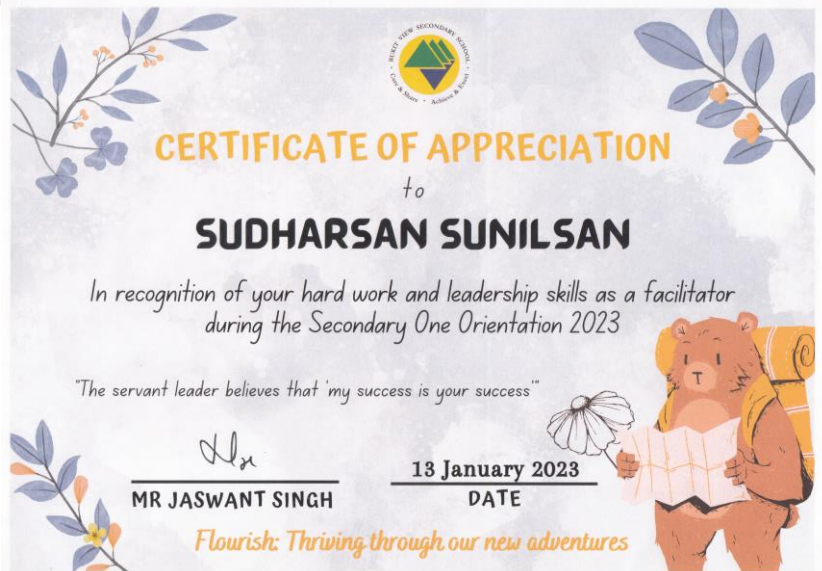 BUKIT VIEW SECONDARY SCHOOL
Care & Share • Achieve & Excel
CERTIFICATE OF APPRECIATION
to
SUDHARSAN SUNILSAN
In recognition of your hard work and leadership skills as a facilitator
during the Secondary One Orientation 2023
"The servant leader believes that 'my success is your success'"
13 January 2023
MR JASWANT SINGH
DATE
Flourish: Thriving through our new adventures